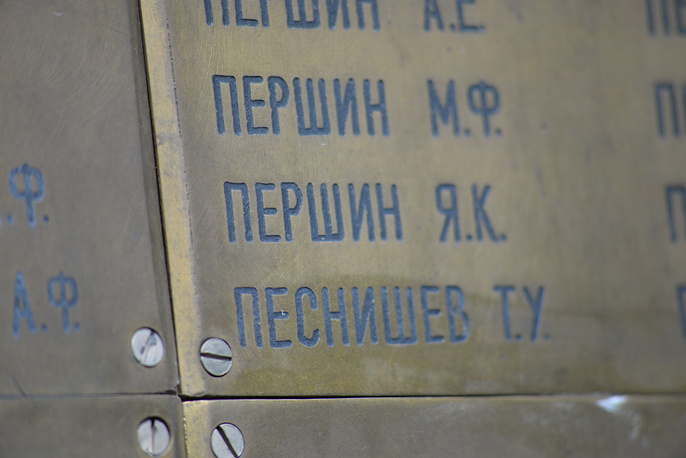 ПЕРШИН А.Е.
ПЕРШИН М.Ф.
ПЕРШИН Я.К.
ПЕСНИШЕВ Т.У.
.Ф.
А.Ф.